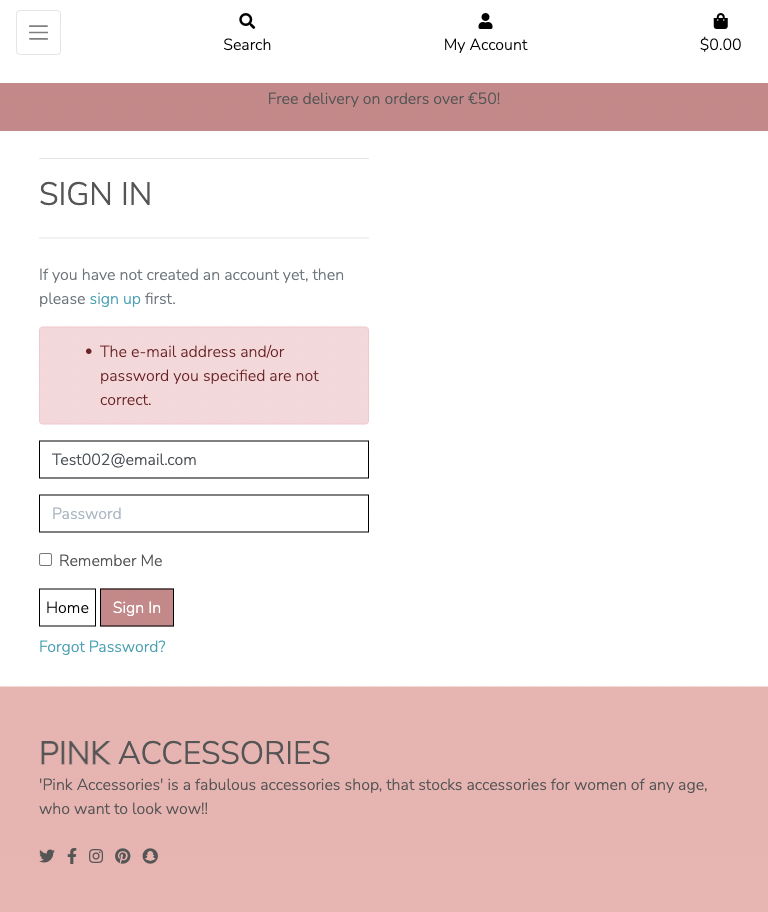 Search
My Account
$0.00
Free delivery on orders over €50!
SIGN IN
If you have not created an account yet, then
please sign up first.
• The e-mail address and/or
password you specified are not
correct.
Test002@email.com
Password
Remember Me
Home Sign In
Forgot Password?
PINK ACCESSORIES
'Pink Accessories' is a fabulous accessories shop, that stocks accessories for women of any age,
who want to look wow!!